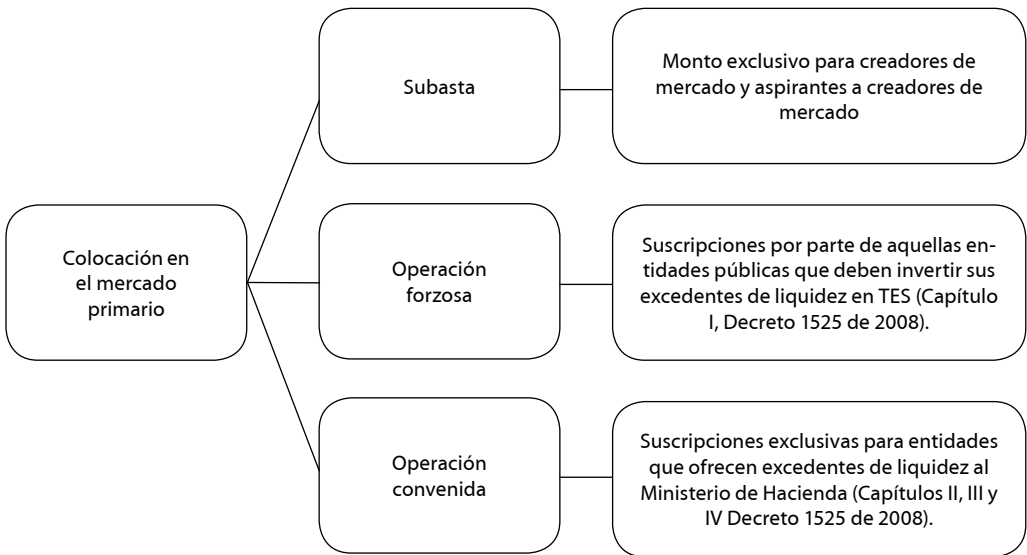 Subasta
Monto exclusivo para creadores de
mercado y aspirantes a creadores de
mercado
Colocación en
el mercado
primario
Operación
forzosa
Suscripciones por parte de aquellas en-
tidades públicas que deben invertir sus
excedentes de liquidez en TES (Capítulo
I, Decreto 1525 de 2008).
Operación
convenida
Suscripciones exclusivas para entidades
que ofrecen excedentes de liquidez al
Ministerio de Hacienda (Capítulos II, III y
IV Decreto 1525 de 2008).